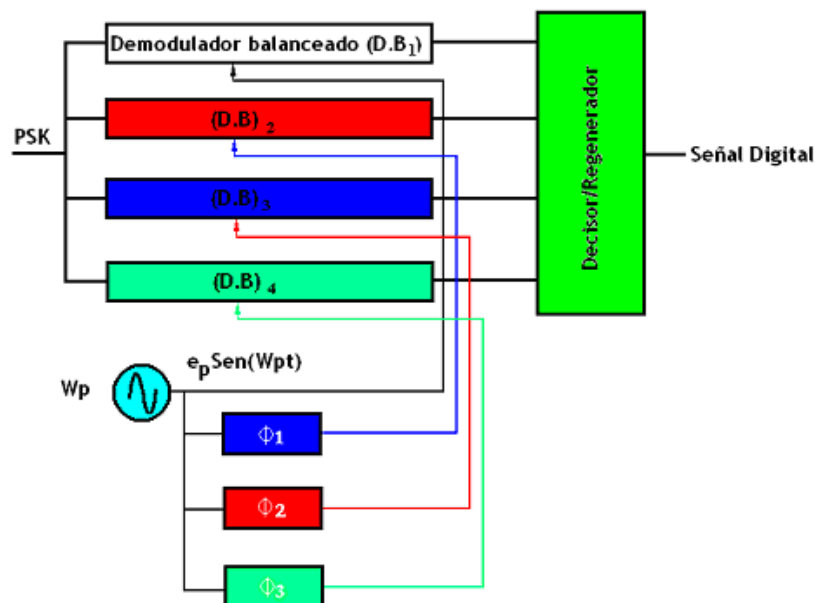 Demodulador balanceado (D.B1)
PSK
(D.B) 2
(D.B) 3
(D.B) 4
Decisor/Regenerador
Señal Digital
epSen(Wpt)
Wp
Φ1
Φ2
Φ3